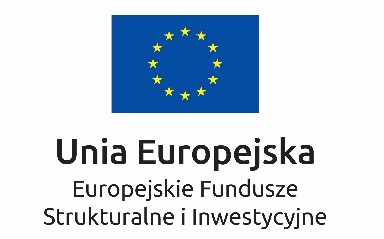 Unia Europejska
Europejskie Fundusze
Strukturalne i Inwestycyjne